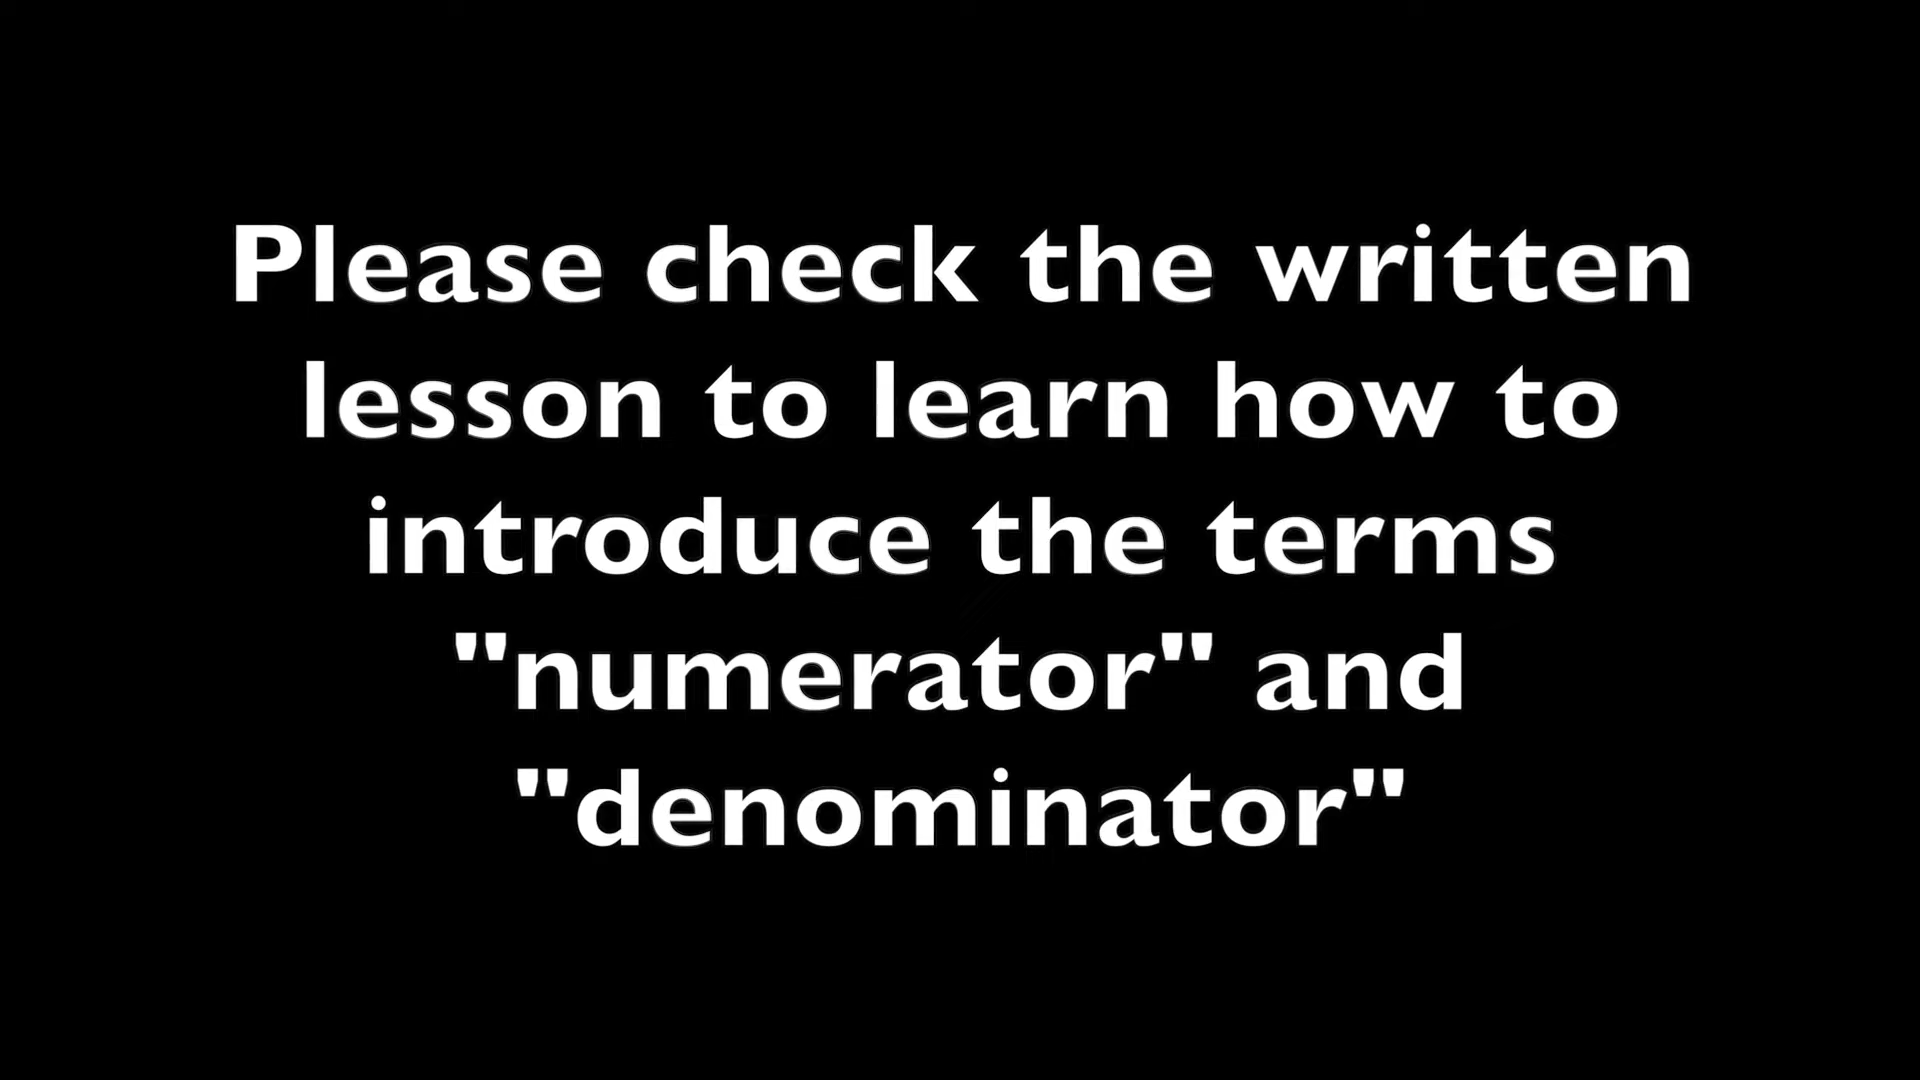 Please check the written
lesson to learn how to
introduce the terms
"numerator" and
"denominator"